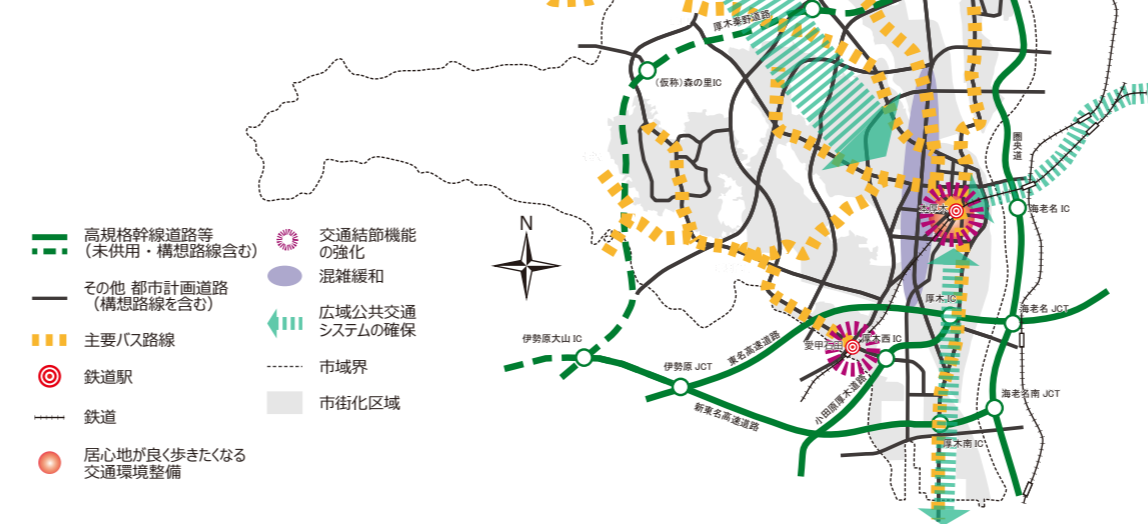 厚木秦野道路
（仮称）森の里IC
圏央道
本厚木
海老名 IC
N
厚木 IC
海老名 JCT
愛甲石田
厚木西 IC
伊勢原大山 IC
東名高速道路
伊勢原 JCT
小田原厚木道路
海老名南 JCT
新東名高速道路
厚木南 IC
高規格幹線道路等
（未供用・構想路線含む）
その他 都市計画道路
（構想路線を含む）
主要バス路線
鉄道駅
鉄道
居心地が良く歩きたくなる
交通環境整備
交通結節機能
の強化
混雑緩和
広域公共交通
システムの確保
市域界
市街化区域